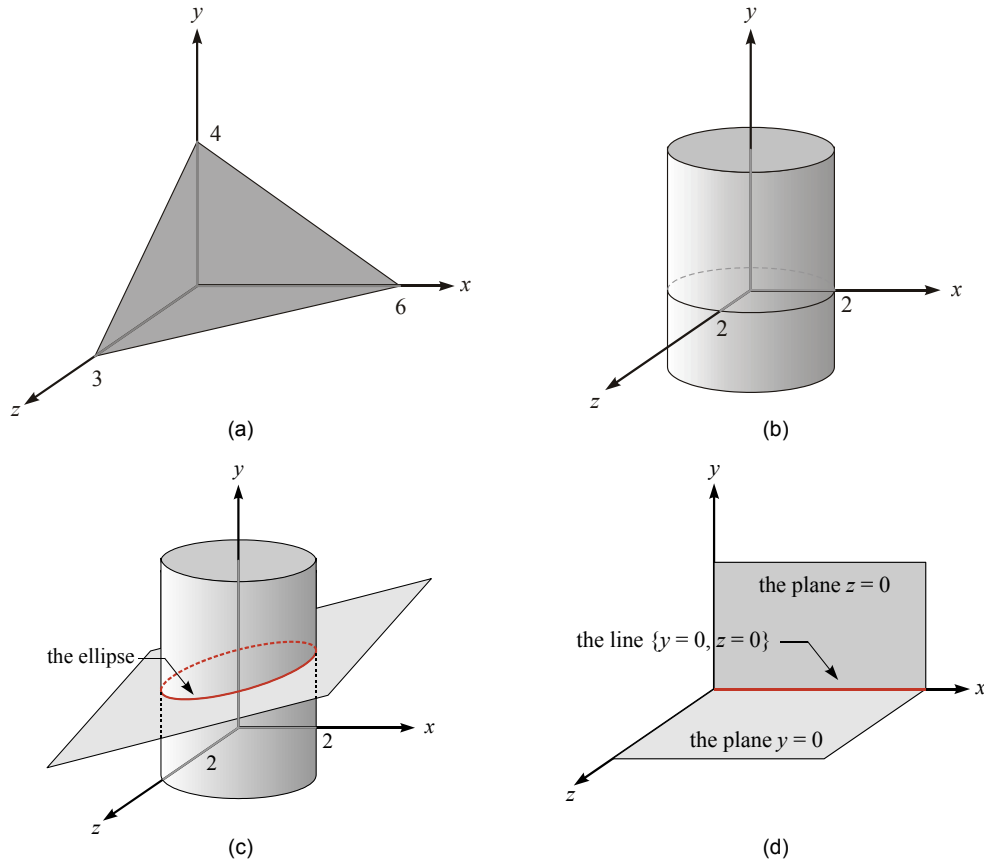 y
4
x
6
3
z
(a)
y
x
2
2
z
(b)
y
the ellipse
x
2
2
z
(c)
y
the plane z = 0
the line {y = 0, z = 0}
x
the plane y = 0
z
(d)